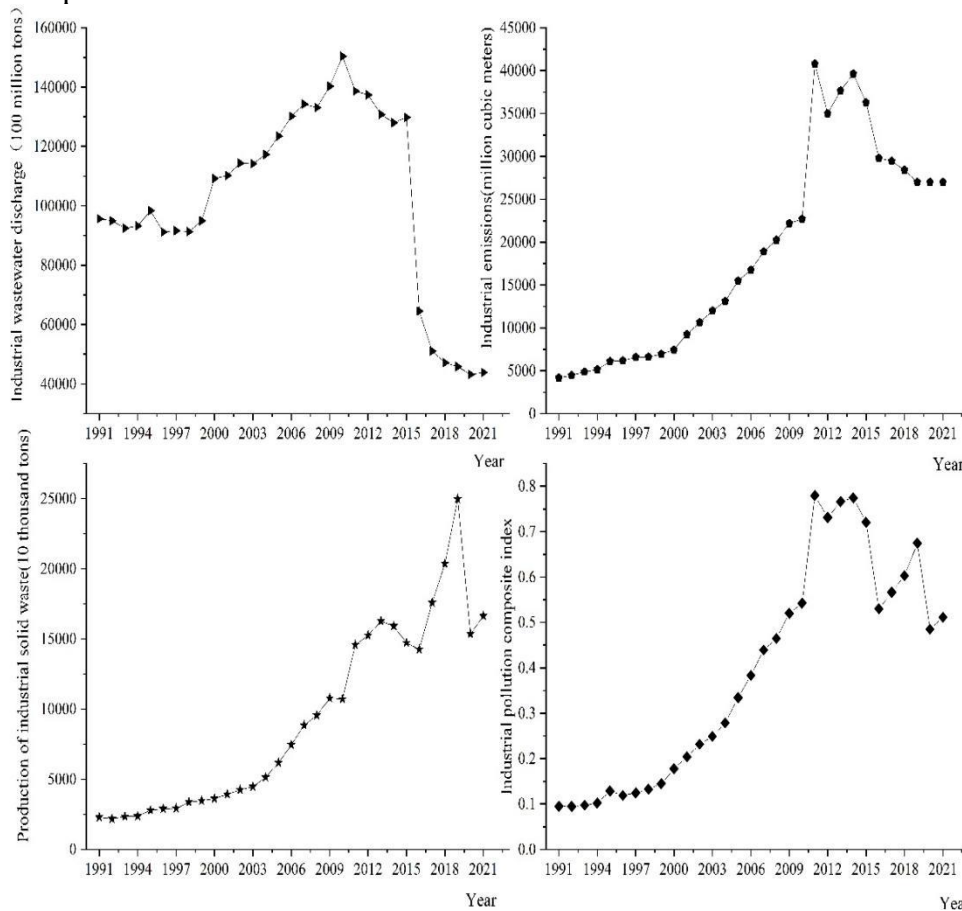 Industrial wastewater discharge（100 million tons）
160000
140000
120000
100000
80000
60000
40000
1991 1994 1997 2000 2003 2006 2009 2012 2015 2018 2021
Year
Industrial emissions(million cubic meters)
45000
40000
35000
30000
25000
20000
15000
10000
5000
0
1991 1994 1997 2000 2003 2006 2009 2012 2015 2018 2021
Year
Production of industrial solid waste(10 thousand tons)
25000
20000
15000
10000
5000
0
1991 1994 1997 2000 2003 2006 2009 2012 2015 2018 2021
Year
Industrial pollution composite index
0.8
0.7
0.6
0.5
0.4
0.3
0.2
0.1
0.0
1991 1994 1997 2000 2003 2006 2009 2012 2015 2018 2021
Year